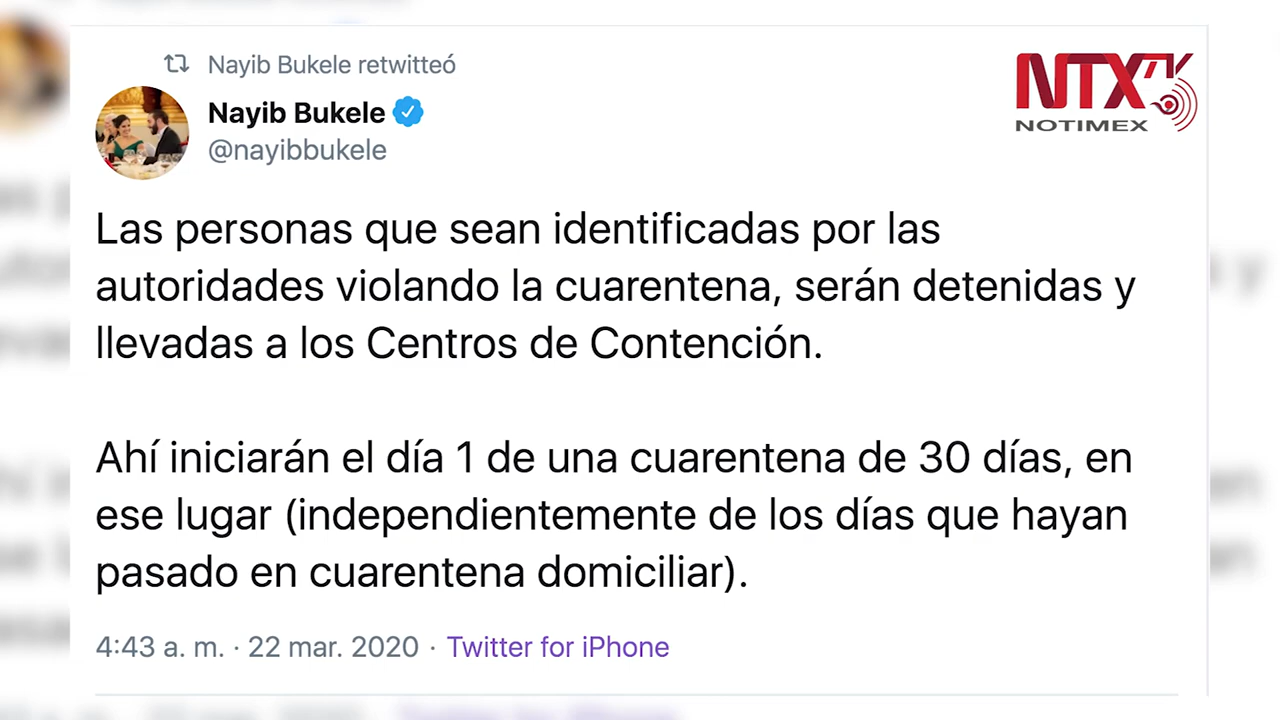 Nayib Bukele retwitteó
NTX TV
NOTIMEX
Nayib Bukele
@nayibbukele
Las personas que sean identificadas por las
autoridades violando la cuarentena, serán detenidas y
llevadas a los Centros de Contención.
Ahí iniciarán el día 1 de una cuarentena de 30 días, en
ese lugar (independientemente de los días que hayan
pasado en cuarentena domiciliar).
4:43 a. m. · 22 mar. 2020 · Twitter for iPhone